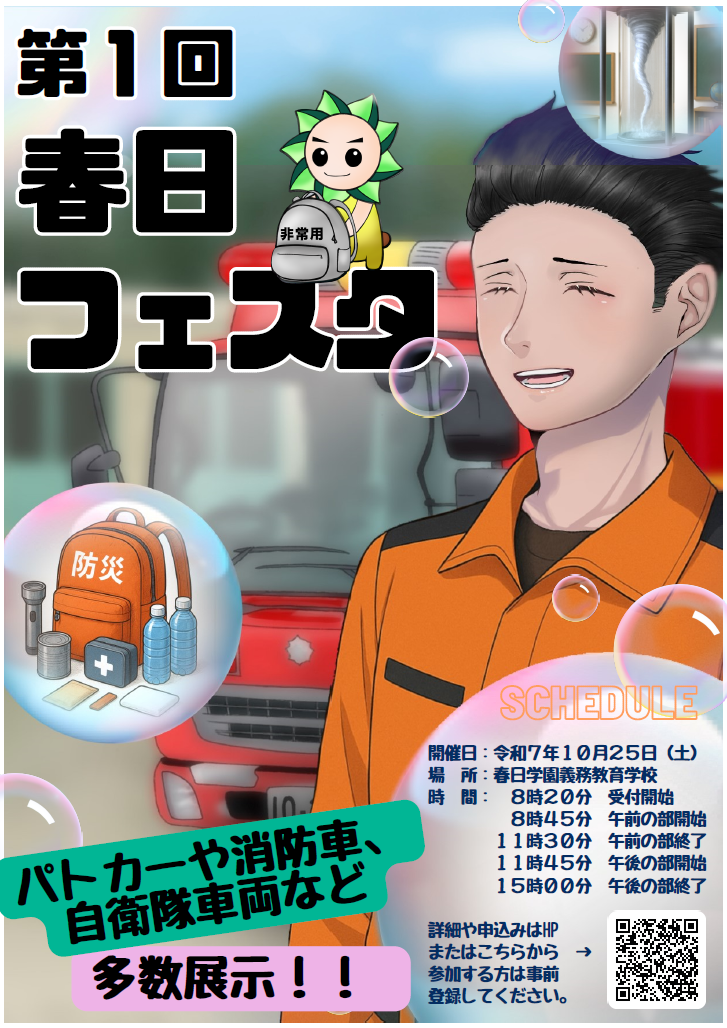 第1回
春日
フェスタ
非常用
防災
SCHEDULE
開催日：令和7年10月25日（土）
場　所：春日学園義務教育学校
時　間：　8時20分　受付開始
8時45分　午前の部開始
11時30分　午前の部終了
11時45分　午後の部開始
15時00分　午後の部終了
パトカーや消防車、
自衛隊車両など
多数展示！！
詳細や申込みはHP
またはこちらから　→
参加する方は事前
登録してください。